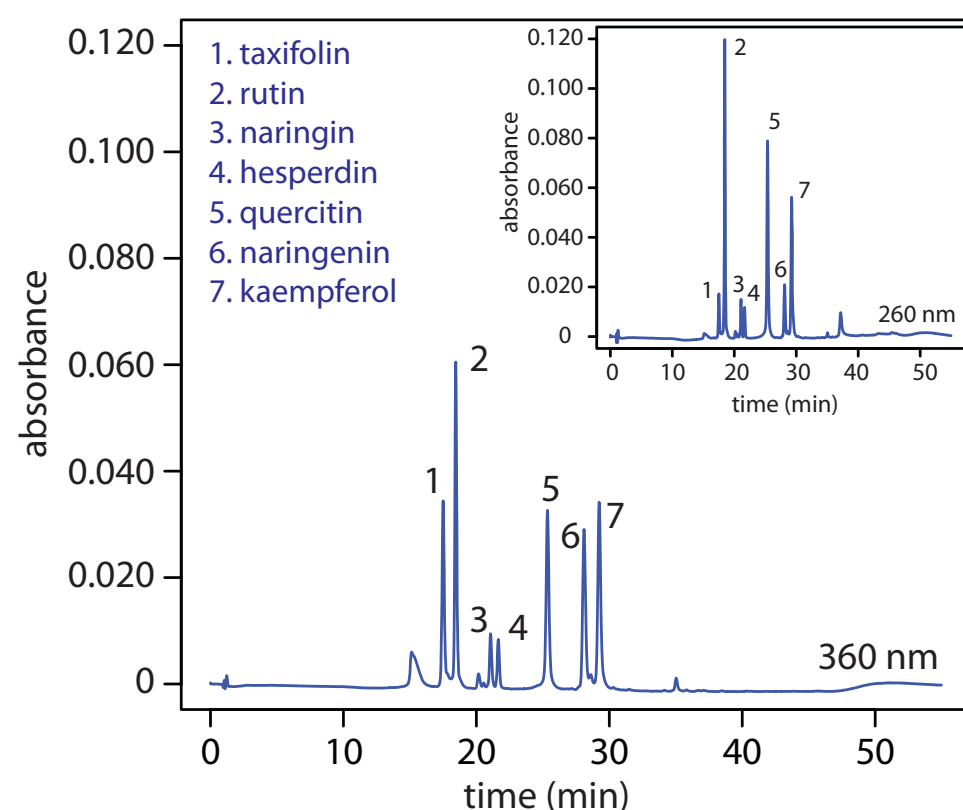 0.120
0.100
0.080
0.060
0.040
0.020
0
absorbance
1. taxifolin
2. rutin
3. naringin
4. hesperdin
5. quercitin
6. naringenin
7. kaempferol
1
2
3
4
5
6
7
360 nm
0 10 20 30 40 50
time (min)
0.120
0.100
0.080
0.060
0.040
0.020
0
absorbance
1
2
3
4
5
6
7
260 nm
0 10 20 30 40 50
time (min)